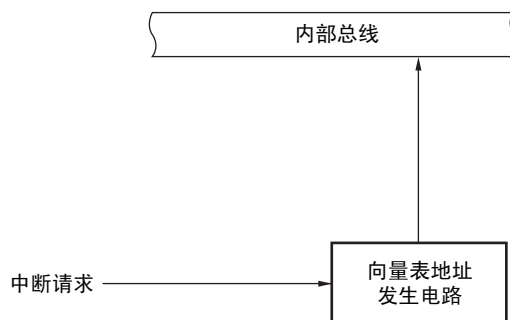 内部总线
中断请求
向量表地址
发生电路